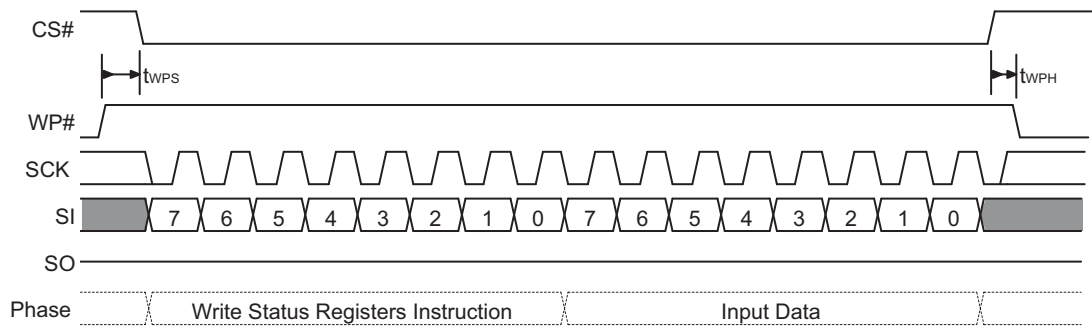 CS#
tWPS
tWPH
WP#
SCK
SI 7 6 5 4 3 2 1 0 7 6 5 4 3 2 1 0
SO
Phase Write Status Registers Instruction Input Data